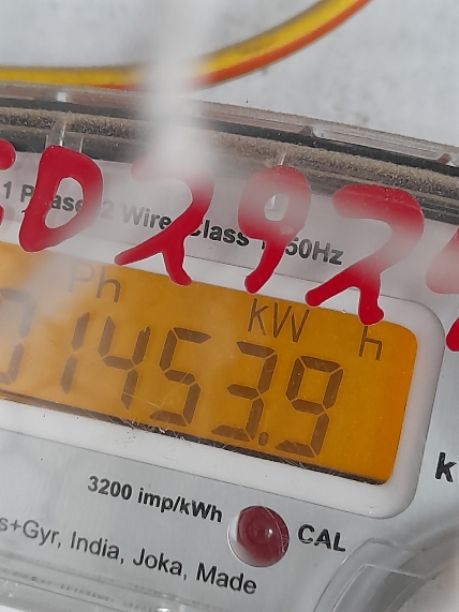 1 Phase 2 Wire Class 1 50Hz
D 2927
Ph kW h
01453.9
3200 imp/kWh
CAL
s+Gyr, India, Joka, Made